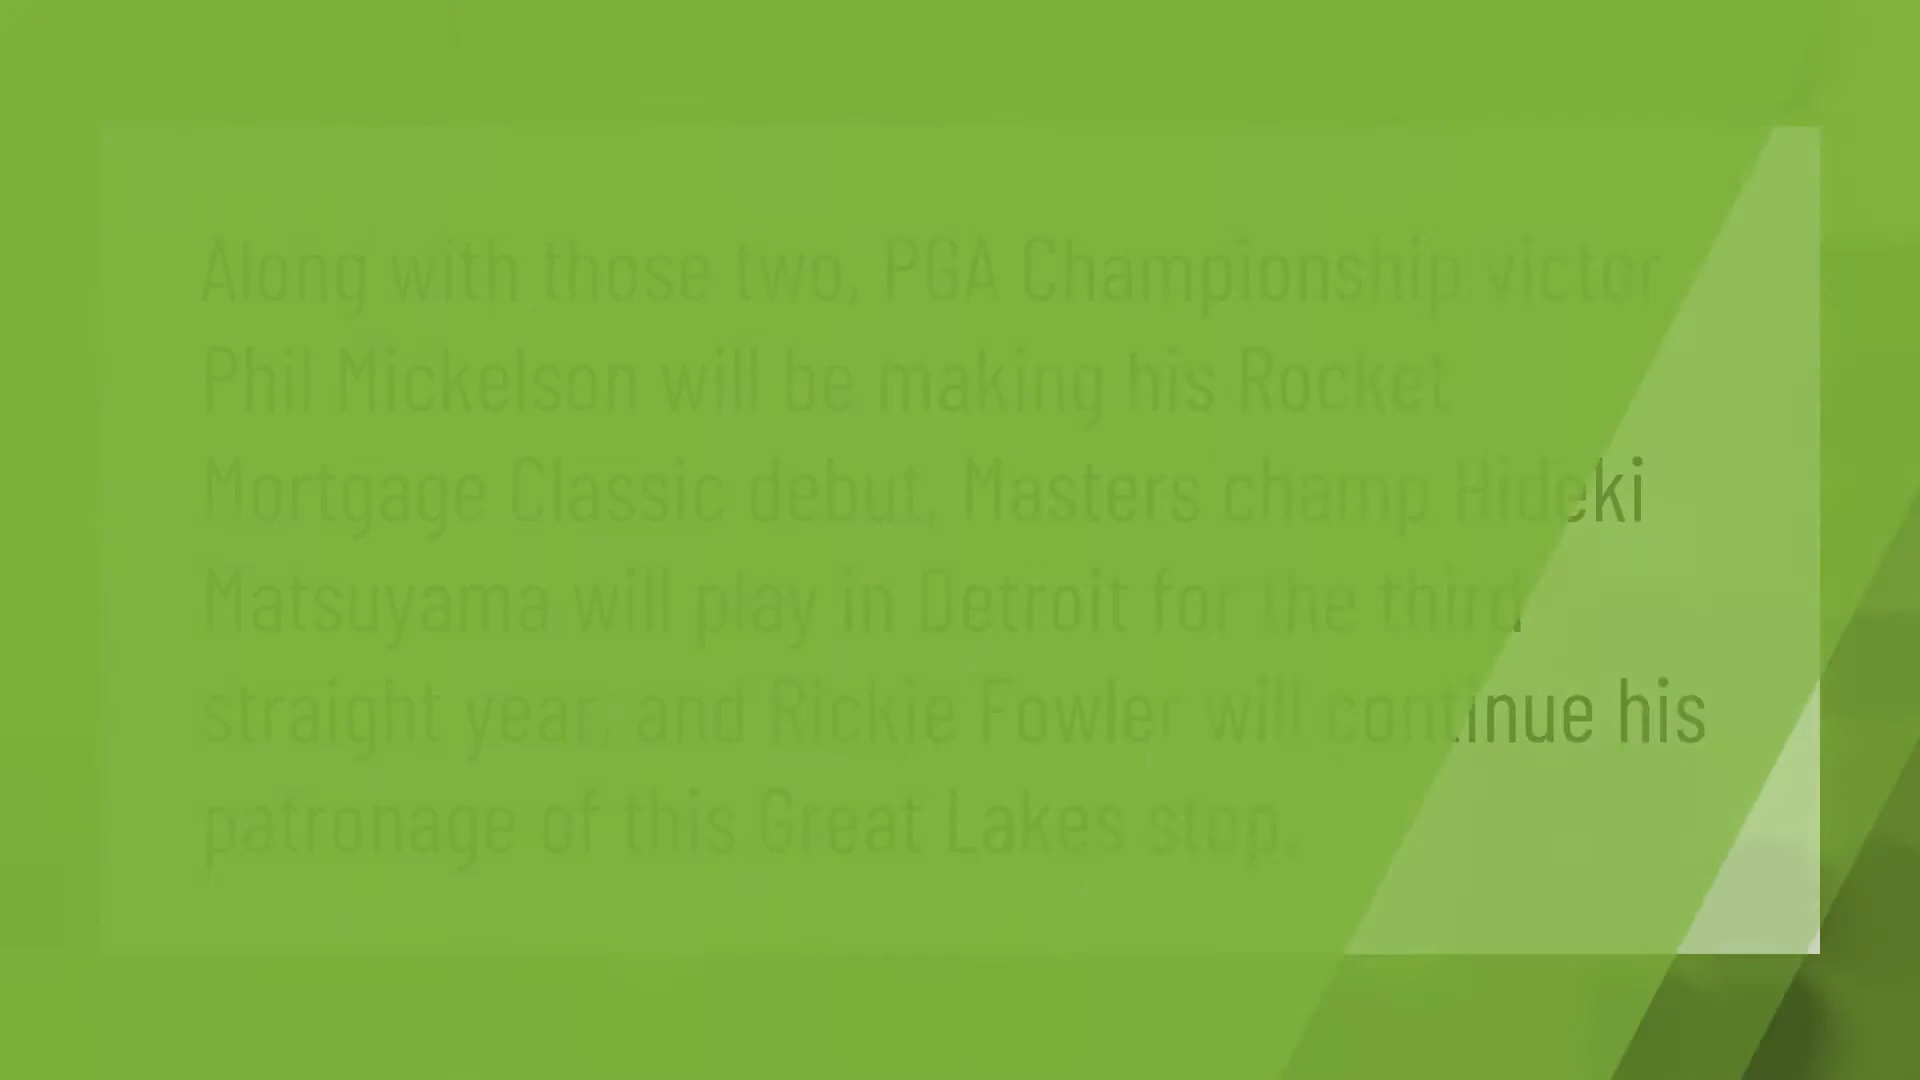 Along with those two, PGA Championship victor
Phil Mickelson will be making his Rocket
Mortgage Classic debut, Masters champ Hideki
Matsuyama will play in Detroit for the third
straight year, and Rickie Fowler will continue his
patronage of this Great Lakes stop.